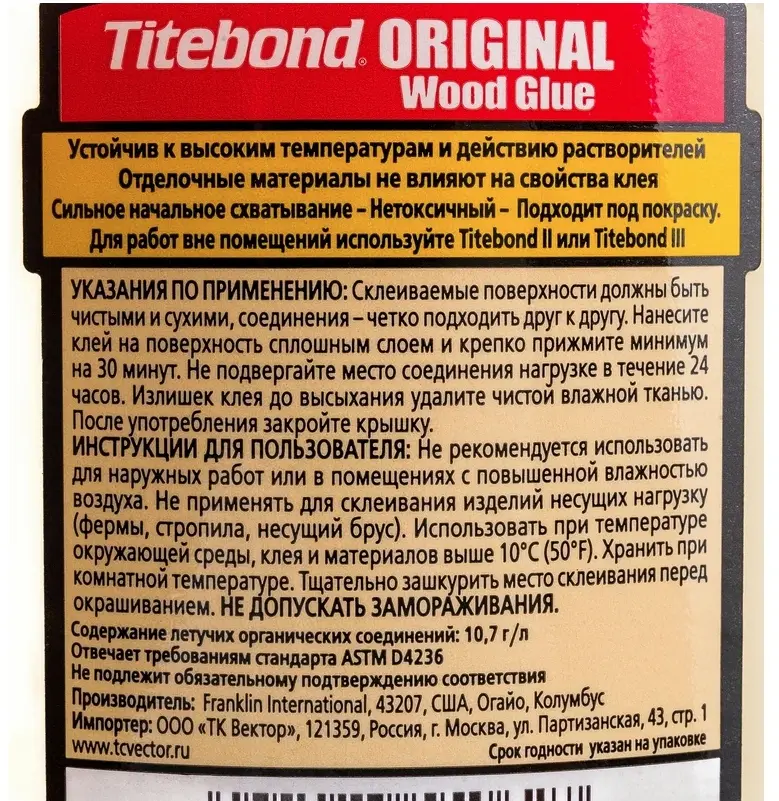 Titebond® ORIGINAL
Wood Glue
Устойчив к высоким температурам и действию растворителей
Отделочные материалы не влияют на свойства клея
Сильное начальное схватывание – Нетоксичный – Подходит под покраску.
Для работ вне помещений используйте Titebond II или Titebond III
УКАЗАНИЯ ПО ПРИМЕНЕНИЮ: Склеиваемые поверхности должны быть
чистыми и сухими, соединения – четко подходить друг к другу. Нанесите
клей на поверхность сплошным слоем и крепко прижмите минимум
на 30 минут. Не подвергайте место соединения нагрузке в течение 24
часов. Излишек клея до высыхания удалите чистой влажной тканью.
После употребления закройте крышку.
ИНСТРУКЦИИ ДЛЯ ПОЛЬЗОВАТЕЛЯ: Не рекомендуется использовать
для наружных работ или в помещениях с повышенной влажностью
воздуха. Не применять для склеивания изделий несущих нагрузку
(фермы, стропила, несущий брус). Использовать при температуре
окружающей среды, клея и материалов выше 10°C (50°F). Хранить при
комнатной температуре. Тщательно зашкурить место склеивания перед
окрашиванием. НЕ ДОПУСКАТЬ ЗАМОРАЖИВАНИЯ.
Содержание летучих органических соединений: 10,7 г/л
Отвечает требованиям стандарта ASTM D4236
Не подлежит обязательному подтверждению соответствия
Производитель: Franklin International, 43207, США, Огайо, Колумбус
Импортер: ООО «ТК Вектор», 121359, Россия, г. Москва, ул. Партизанская, 43, стр. 1
www.tcvector.ru Срок годности указан на упаковке